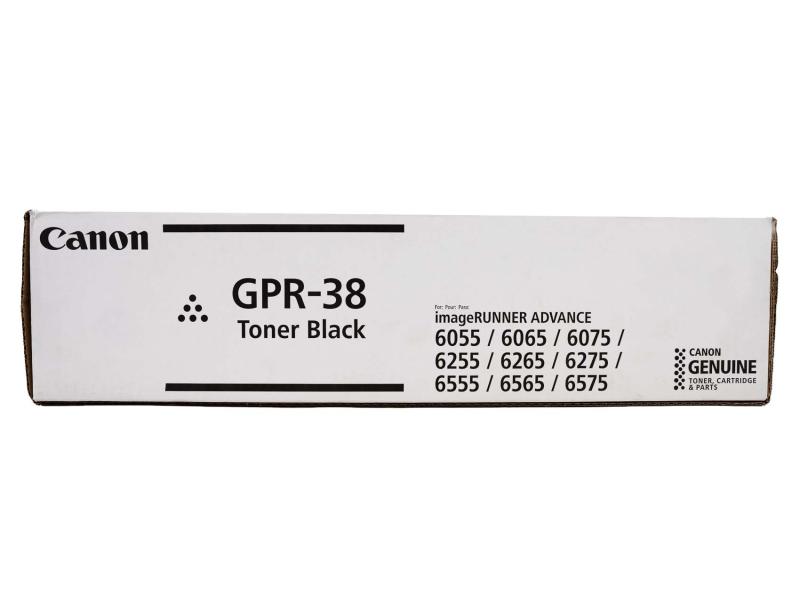 Canon
GPR-38
Toner Black
For: Pour: Para:
imageRUNNER ADVANCE
6055 / 6065 / 6075 /
6255 / 6265 / 6275 /
6555 / 6565 / 6575
CANON
GENUINE
TONER, CARTRIDGE
& PARTS